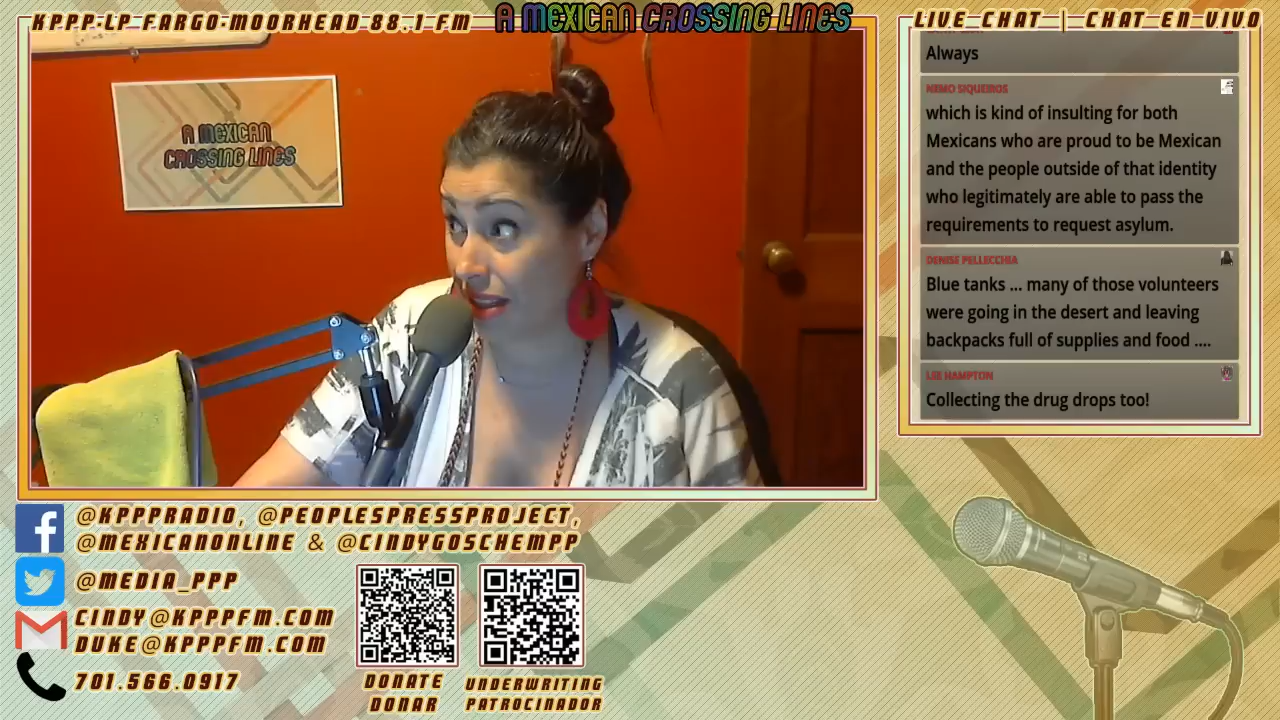 KPPP-LP FARGO-MOORHEAD 88.1 FM
A MEXICAN CROSSING LINES
LIVE CHAT | CHAT EN VIVO
A MEXICAN
CROSSING LINES
Always
NEMO SIQUEIROS
which is kind of insulting for both
Mexicans who are proud to be Mexican
and the people outside of that identity
who legitimately are able to pass the
requirements to request asylum.
DENISE PELLECCHIA
Blue tanks ... many of those volunteers
were going in the desert and leaving
backpacks full of supplies and food ....
LEE HAMPTON
Collecting the drug drops too!
@KPPPRADIO, @PEOPLESPRESSPROJECT,
@MEXICANONLINE & @CINDYGOSCHEMPP
@MEDIA_PPP
CINDY@KPPPFM.COM
DUKE@KPPPFM.COM
701.566.0917
DONATE
DONAR
UNDERWRITING
PATROCINADOR